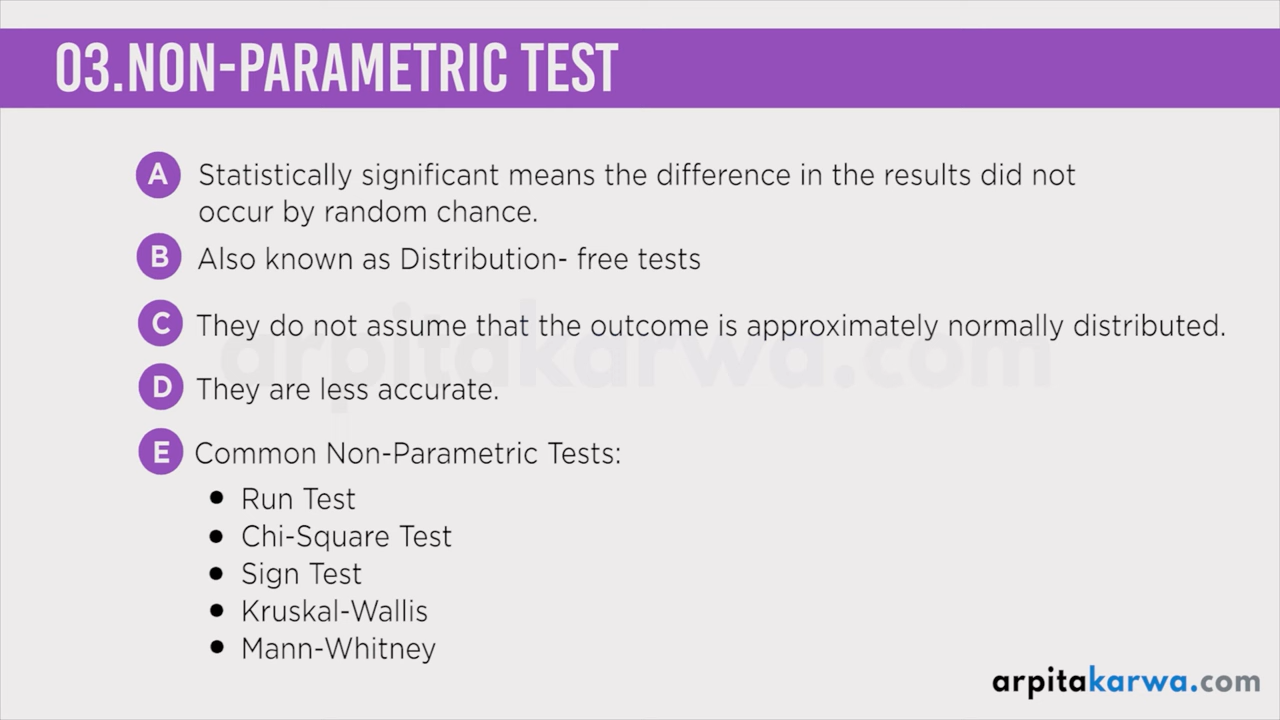 03.NON-PARAMETRIC TEST
A Statistically significant means the difference in the results did not
occur by random chance.
B Also known as Distribution- free tests
C They do not assume that the outcome is approximately normally distributed.
arpitakarwa.com
D They are less accurate.
E Common Non-Parametric Tests:
• Run Test
• Chi-Square Test
• Sign Test
• Kruskal-Wallis
• Mann-Whitney
arpitakarwa.com